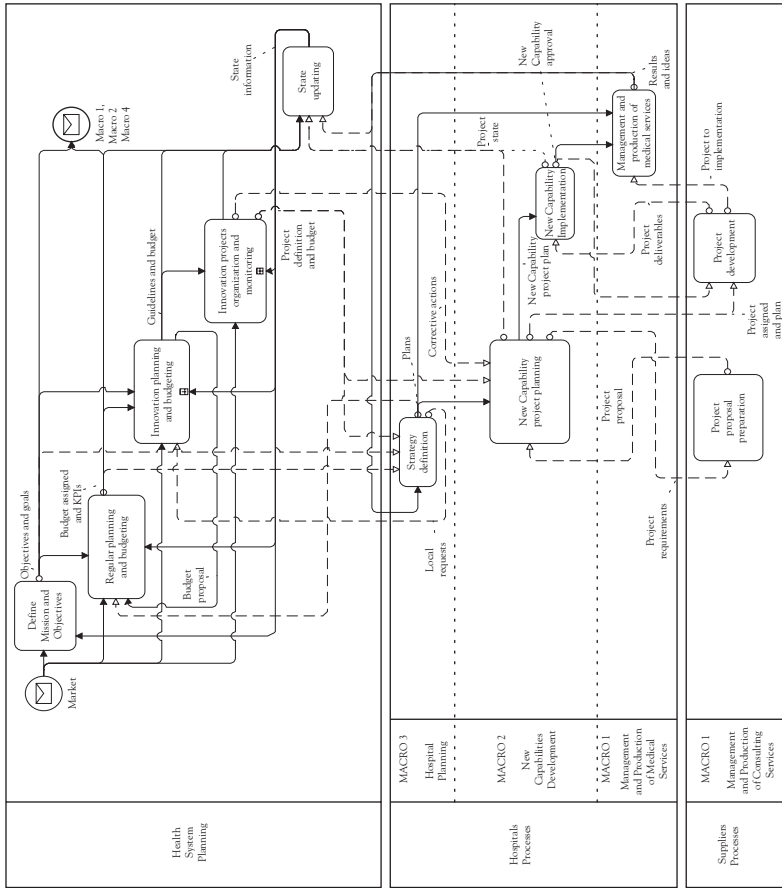 Health
System
Planning
Market
Define
Mission and
Objectives
Objectives and goals
Budget assigned
and KPIs
Regular planning
and budgeting
Budget
proposal
Innovation planning
and budgeting
Guidelines and budget
Innovation projects
organization and
monitoring
Project
definition and budget
State
information
State
updating
Macro 1,
Macro 2
Macro 4
Hospitals
Processes
MACRO 3
Hospital
Planning
Local
requests
Strategy
definition
Plans
Corrective actions
MACRO 2
New
Capabilities
Development
New Capability
project planning
New Capability
project plan
New Capability
Implementation
Project
state
New
Capability
approval
MACRO 1
Management
and Production
of Medical
Services
Management and
production of
medical services
Results
and ideas
Project
requirements
Project
proposal
Project
assigned
and plan
Project
deliverables
Project to
implementation
Suppliers
Processes
MACRO 1
Management
and Production
of Consulting
Services
Project
proposal
preparation
Project
development